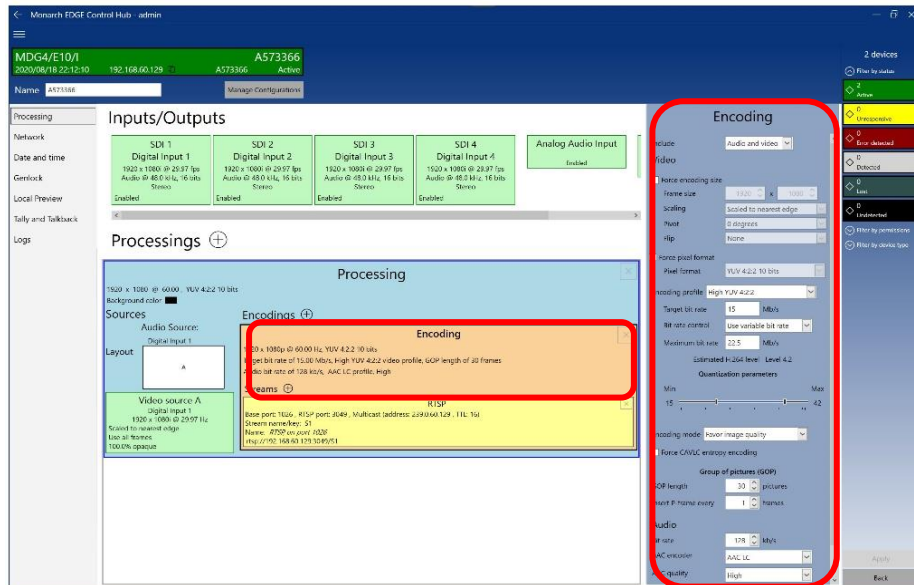 Monarch EDGE Control Hub - admin
MDG4/E10/I A573366
2020/08/18 22:12:10 192.168.60.129 A573366 Active
Name A573366 Manage Configurations
Processing
Network
Date and time
Genlock
Local Preview
Tally and Talkback
Logs
Inputs/Outputs
SDI 1
Digital Input 1
1920 x 1080i @ 29.97 fps
Audio @ 48.0 kHz, 16 bits
Stereo
Enabled
SDI 2
Digital Input 2
1920 x 1080i @ 29.97 fps
Audio @ 48.0 kHz, 16 bits
Stereo
Enabled
SDI 3
Digital Input 3
1920 x 1080i @ 29.97 fps
Audio @ 48.0 kHz, 16 bits
Stereo
Enabled
SDI 4
Digital Input 4
1920 x 1080i @ 29.97 fps
Audio @ 48.0 kHz, 16 bits
Stereo
Enabled
Analog Audio Input
Enabled
Processings
Processing
1920 x 1080 @ 60.00 , YUV 4:2:2 10 bits
Background color
Sources
Audio Source:
Digital Input 1
Layout
A
Video source A
Digital Input 1
1920 x 1080i @ 29.97 Hz
Scaled to nearest edge
Use all frames
100.0% opaque
Encodings
Encoding
1920 x 1080p @ 60.00 Hz, YUV 4:2:2 10 bits
Target bit rate of 15.00 Mb/s, High YUV 4:2:2 video profile, GOP length of 30 frames
Audio bit rate of 128 kb/s, AAC LC profile, High
Streams
RTSP
Base port: 1026 , RTSP port: 3049 , Multicast (address: 239.0.60.129 , TTL: 16)
Stream name/key: S1
Name: RTSP on port 1026
rtsp://192.168.60.129:3049/S1
Encoding
Include Audio and video
Video
Force encoding size
Frame size 1920 x 1080
Scaling Scaled to nearest edge
Pivot 0 degrees
Flip None
Force pixel format
Pixel format YUV 4:2:2 10 bits
Encoding profile High YUV 4:2:2
Target bit rate 15 Mb/s
Bit rate control Use variable bit rate
Maximum bit rate 22.5 Mb/s
Estimated H.264 level Level 4.2
Quantization parameters
Min Max
15 42
Encoding mode Favor image quality
Force CAVLC entropy encoding
Group of pictures (GOP)
GOP length 30 pictures
Insert P frame every 1 frames
Audio
Bit rate 128 kb/s
AAC encoder AAC LC
AAC quality High
2 devices
Filter by status
2
Active
0
Unresponsive
0
Error detected
0
Detected
0
Lost
0
Undetected
Filter by permissions
Filter by device type
Apply
Back